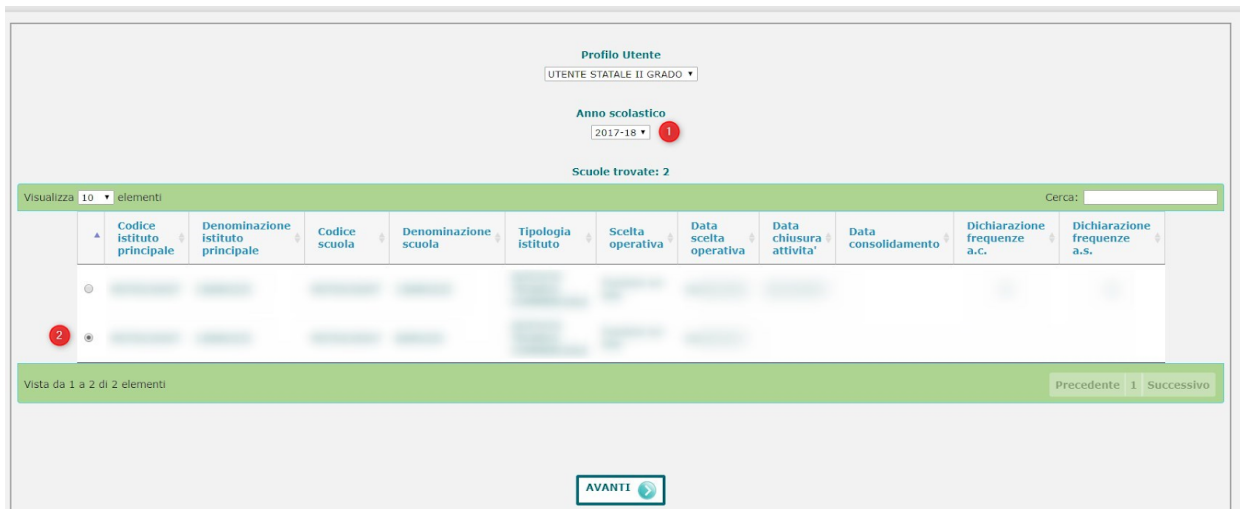 Profilo Utente
UTENTE STATALE II GRADO
Anno scolastico
2017-18 1
Scuole trovate: 2
Visualizza 10 elementi Cerca:
Codice istituto principale Denominazione istituto principale Codice scuola Denominazione scuola Tipologia istituto Scelta operativa Data scelta operativa Data chiusura attivita' Data consolidamento Dichiarazione frequenze a.c. Dichiarazione frequenze a.s.
2
Vista da 1 a 2 di 2 elementi Precedente 1 Successivo
AVANTI